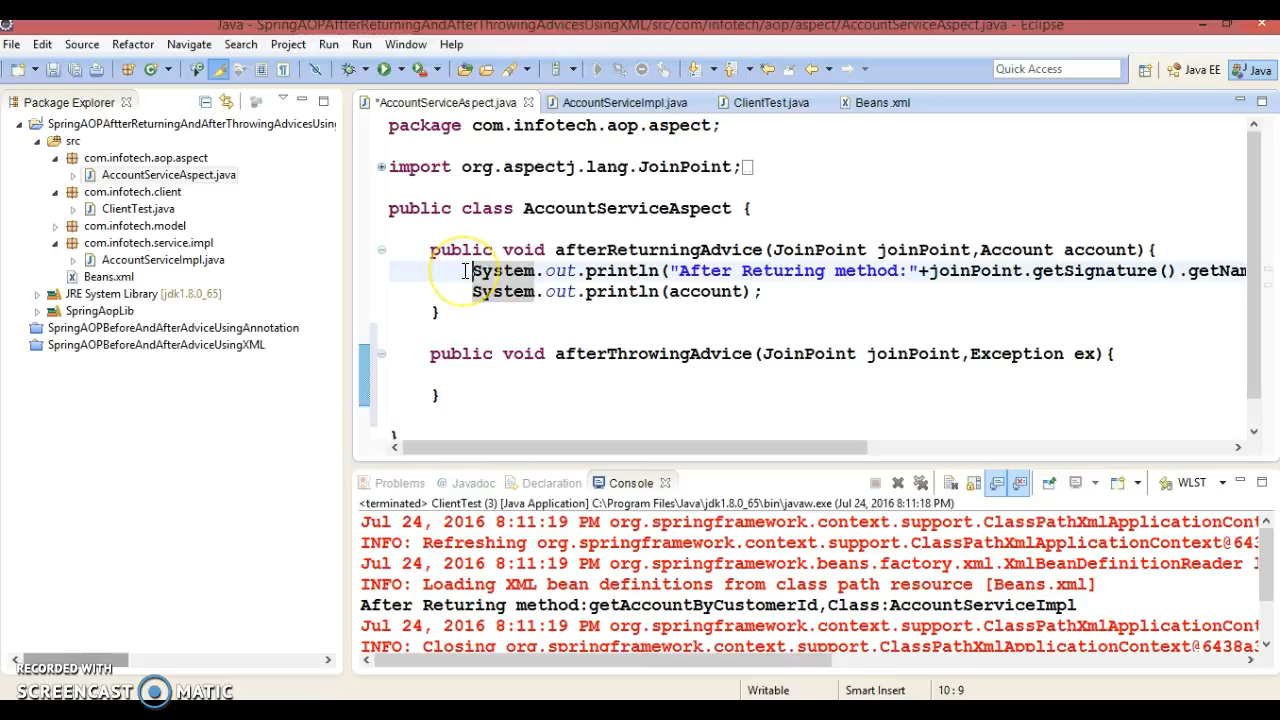 Java - SpringAOPAftterReturningAndAfterThrowingAdvicesUsingXML/src/com/infotech/aop/aspect/AccountServiceAspect.java - Eclipse
File Edit Source Refactor Navigate Search Project Run Run Window Help
Quick Access Java EE Java
Package Explorer
*AccountServiceAspect.java AccountServiceImpl.java ClientTest.java Beans.xml
SpringAOPAftterReturningAndAfterThrowingAdvicesUsing
src
com.infotech.aop.aspect
AccountServiceAspect.java
com.infotech.client
ClientTest.java
com.infotech.model
com.infotech.service.impl
AccountServiceImpl.java
Beans.xml
JRE System Library [jdk1.8.0_65]
SpringAopLib
SpringAOPBeforeAndAfterAdviceUsingAnnotation
SpringAOPBeforeAndAfterAdviceUsingXML
package com.infotech.aop.aspect;
import org.aspectj.lang.JoinPoint;
public class AccountServiceAspect {
public void afterReturningAdvice(JoinPoint joinPoint,Account account){
System.out.println("After Returing method:"+joinPoint.getSignature().getNam
System.out.println(account);
}
public void afterThrowingAdvice(JoinPoint joinPoint,Exception ex){
}
}
Problems Javadoc Declaration Console WLST
<terminated> ClientTest (3) [Java Application] C:\Program Files\Java\jdk1.8.0_65\bin\javaw.exe (Jul 24, 2016 8:11:18 PM)
Jul 24, 2016 8:11:19 PM org.springframework.context.support.ClassPathXmlApplicationCont
INFO: Refreshing org.springframework.context.support.ClassPathXmlApplicationContext@643
Jul 24, 2016 8:11:19 PM org.springframework.beans.factory.xml.XmlBeanDefinitionReader l
INFO: Loading XML bean definitions from class path resource [Beans.xml]
After Returing method:getAccountByCustomerId,Class:AccountServiceImpl
Jul 24, 2016 8:11:19 PM org.springframework.context.support.ClassPathXmlApplicationCont
INFO: Closing org.springframework.context.support.ClassPathXmlApplicationContext@6438a3
Writable Smart Insert 10 : 9
RECORDED WITH
SCREENCAST MATIC